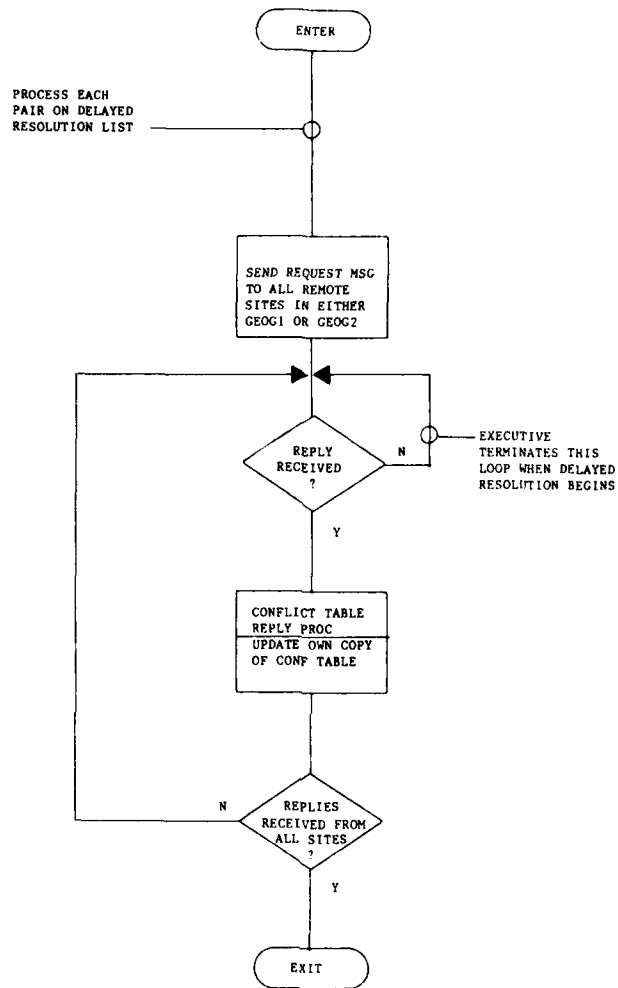 ENTER
PROCESS EACH
PAIR ON DELAYED
RESOLUTION LIST
SEND REQUEST MSG
TO ALL REMOTE
SITES IN EITHER
GEOG1 OR GEOG2
REPLY
RECEIVED
?
N
EXECUTIVE
TERMINATES THIS
LOOP WHEN DELAYED
RESOLUTION BEGINS
Y
CONFLICT TABLE
REPLY PROC
UPDATE OWN COPY
OF CONF TABLE
N
REPLIES
RECEIVED FROM
ALL SITES
?
Y
EXIT